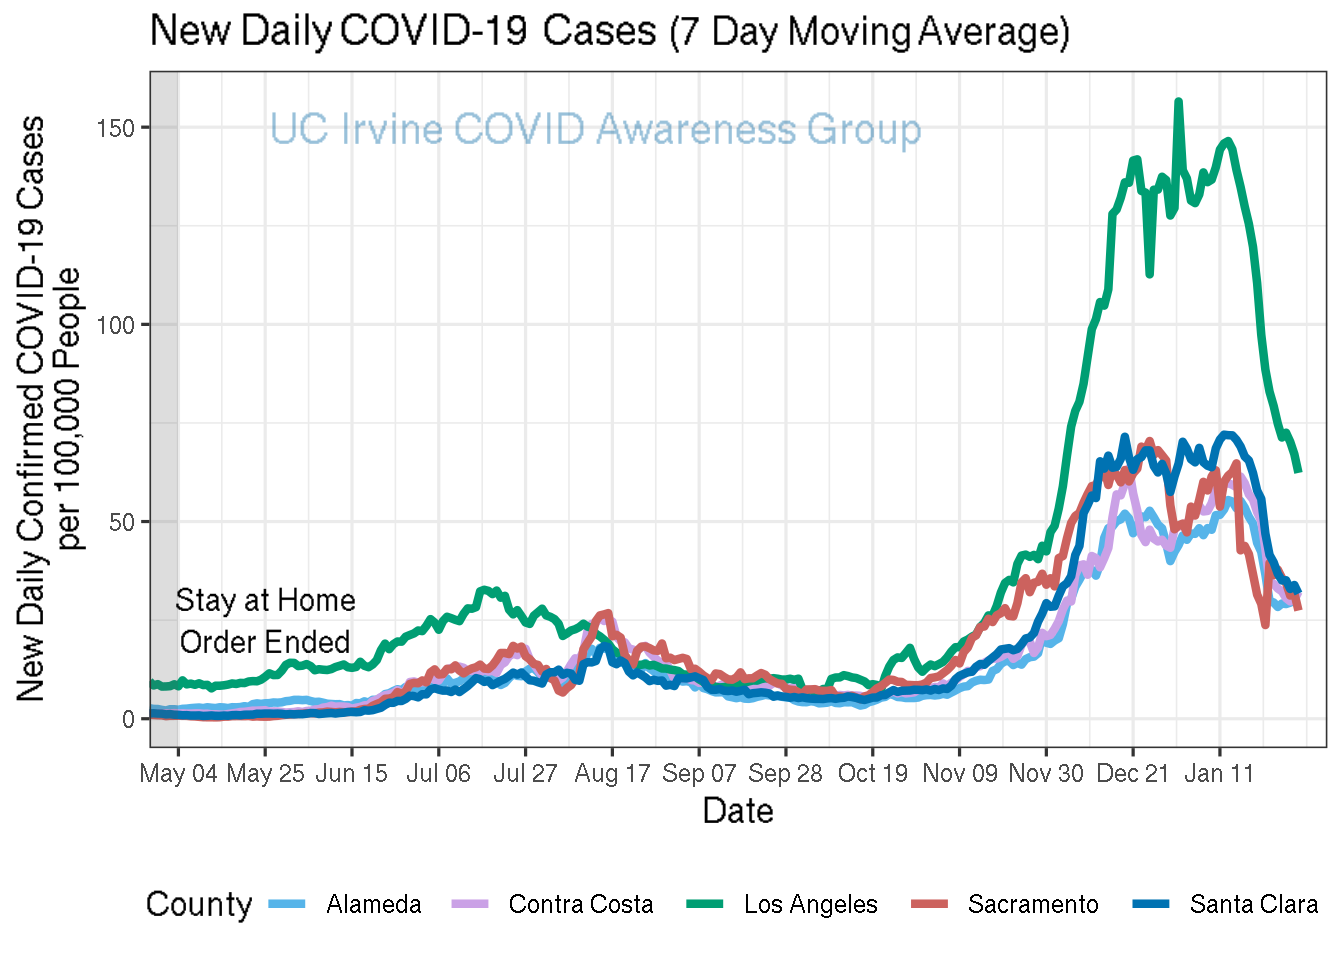 New Daily COVID-19 Cases (7 Day Moving Average)
UC Irvine COVID Awareness Group
New Daily Confirmed COVID-19 Cases
per 100,000 People
150
100
50
0
Stay at Home
Order Ended
May 04 May 25 Jun 15 Jul 06 Jul 27 Aug 17 Sep 07 Sep 28 Oct 19 Nov 09 Nov 30 Dec 21 Jan 11
Date
County Alameda Contra Costa Los Angeles Sacramento Santa Clara